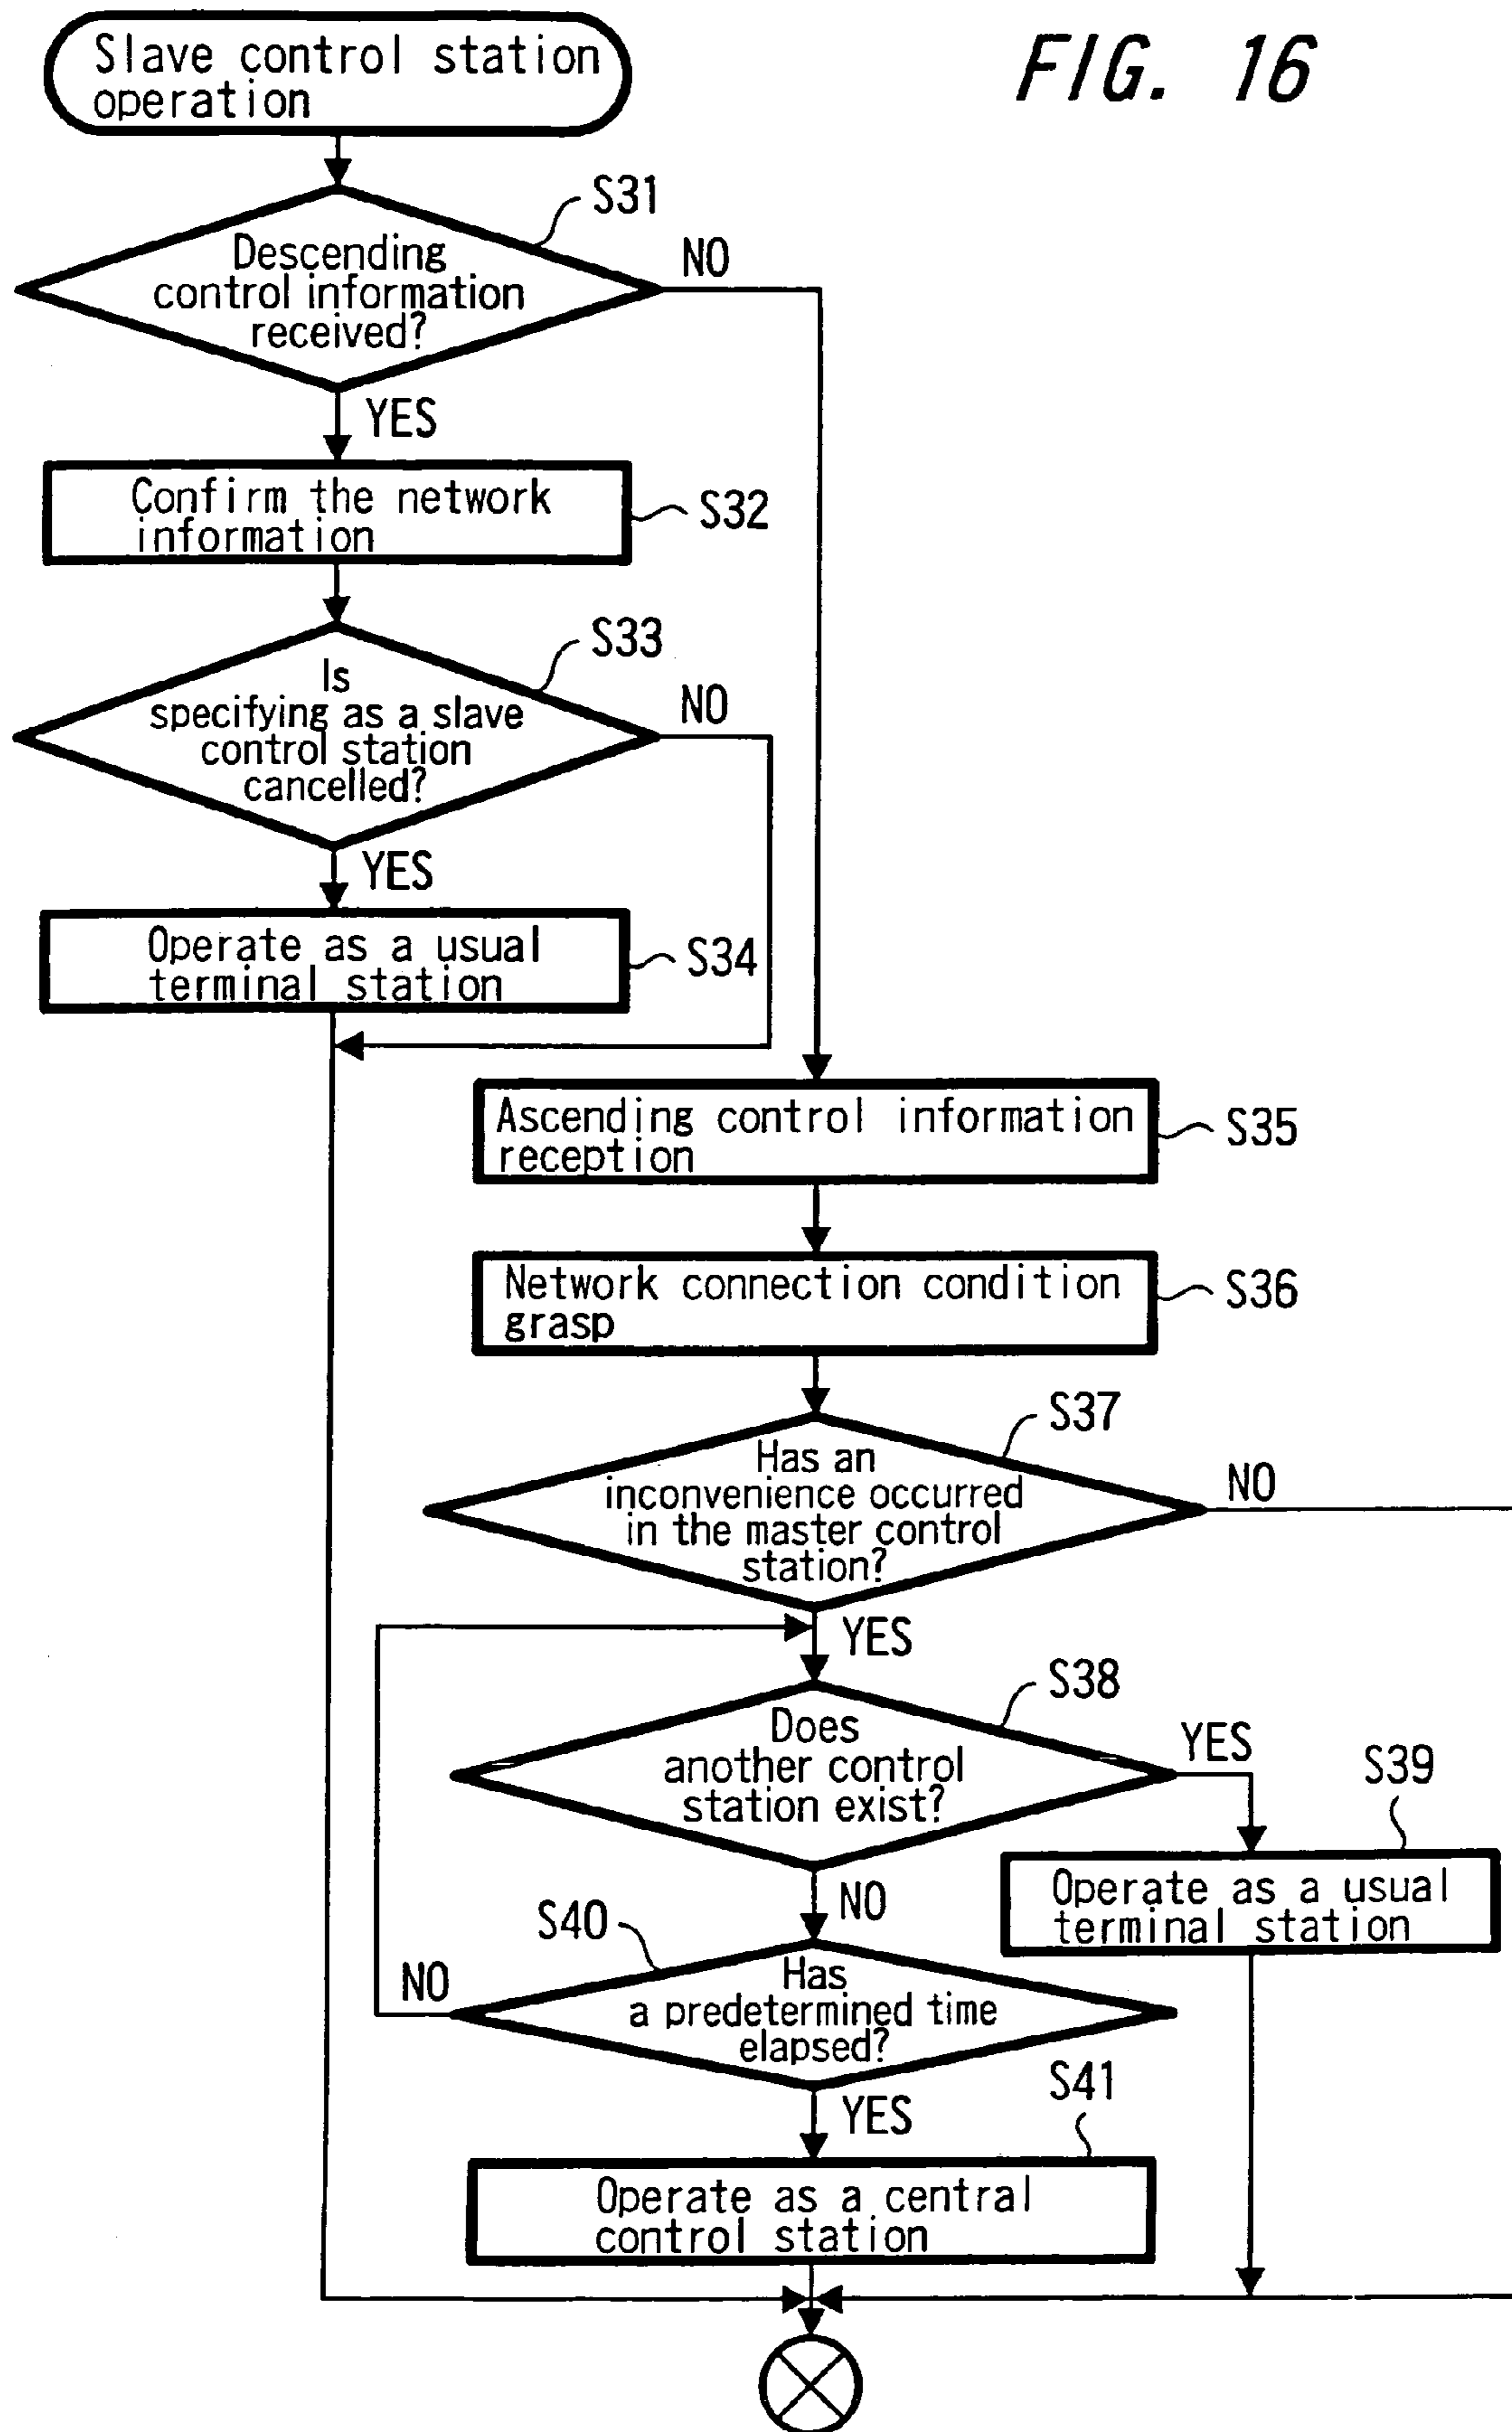 FIG. 16
Slave control station
operation
S31
Descending
control information
received?
NO
YES
Confirm the network
information
S32
S33
Is
specifying as a slave
control station
cancelled?
NO
YES
Operate as a usual
terminal station
S34
Ascending control information
reception
S35
Network connection condition
grasp
S36
S37
Has an
inconvenience occurred
in the master control
station?
NO
YES
S38
Does
another control
station exist?
YES
S39
Operate as a usual
terminal station
NO
S40
Has
a predetermined time
elapsed?
NO
YES
S41
Operate as a central
control station